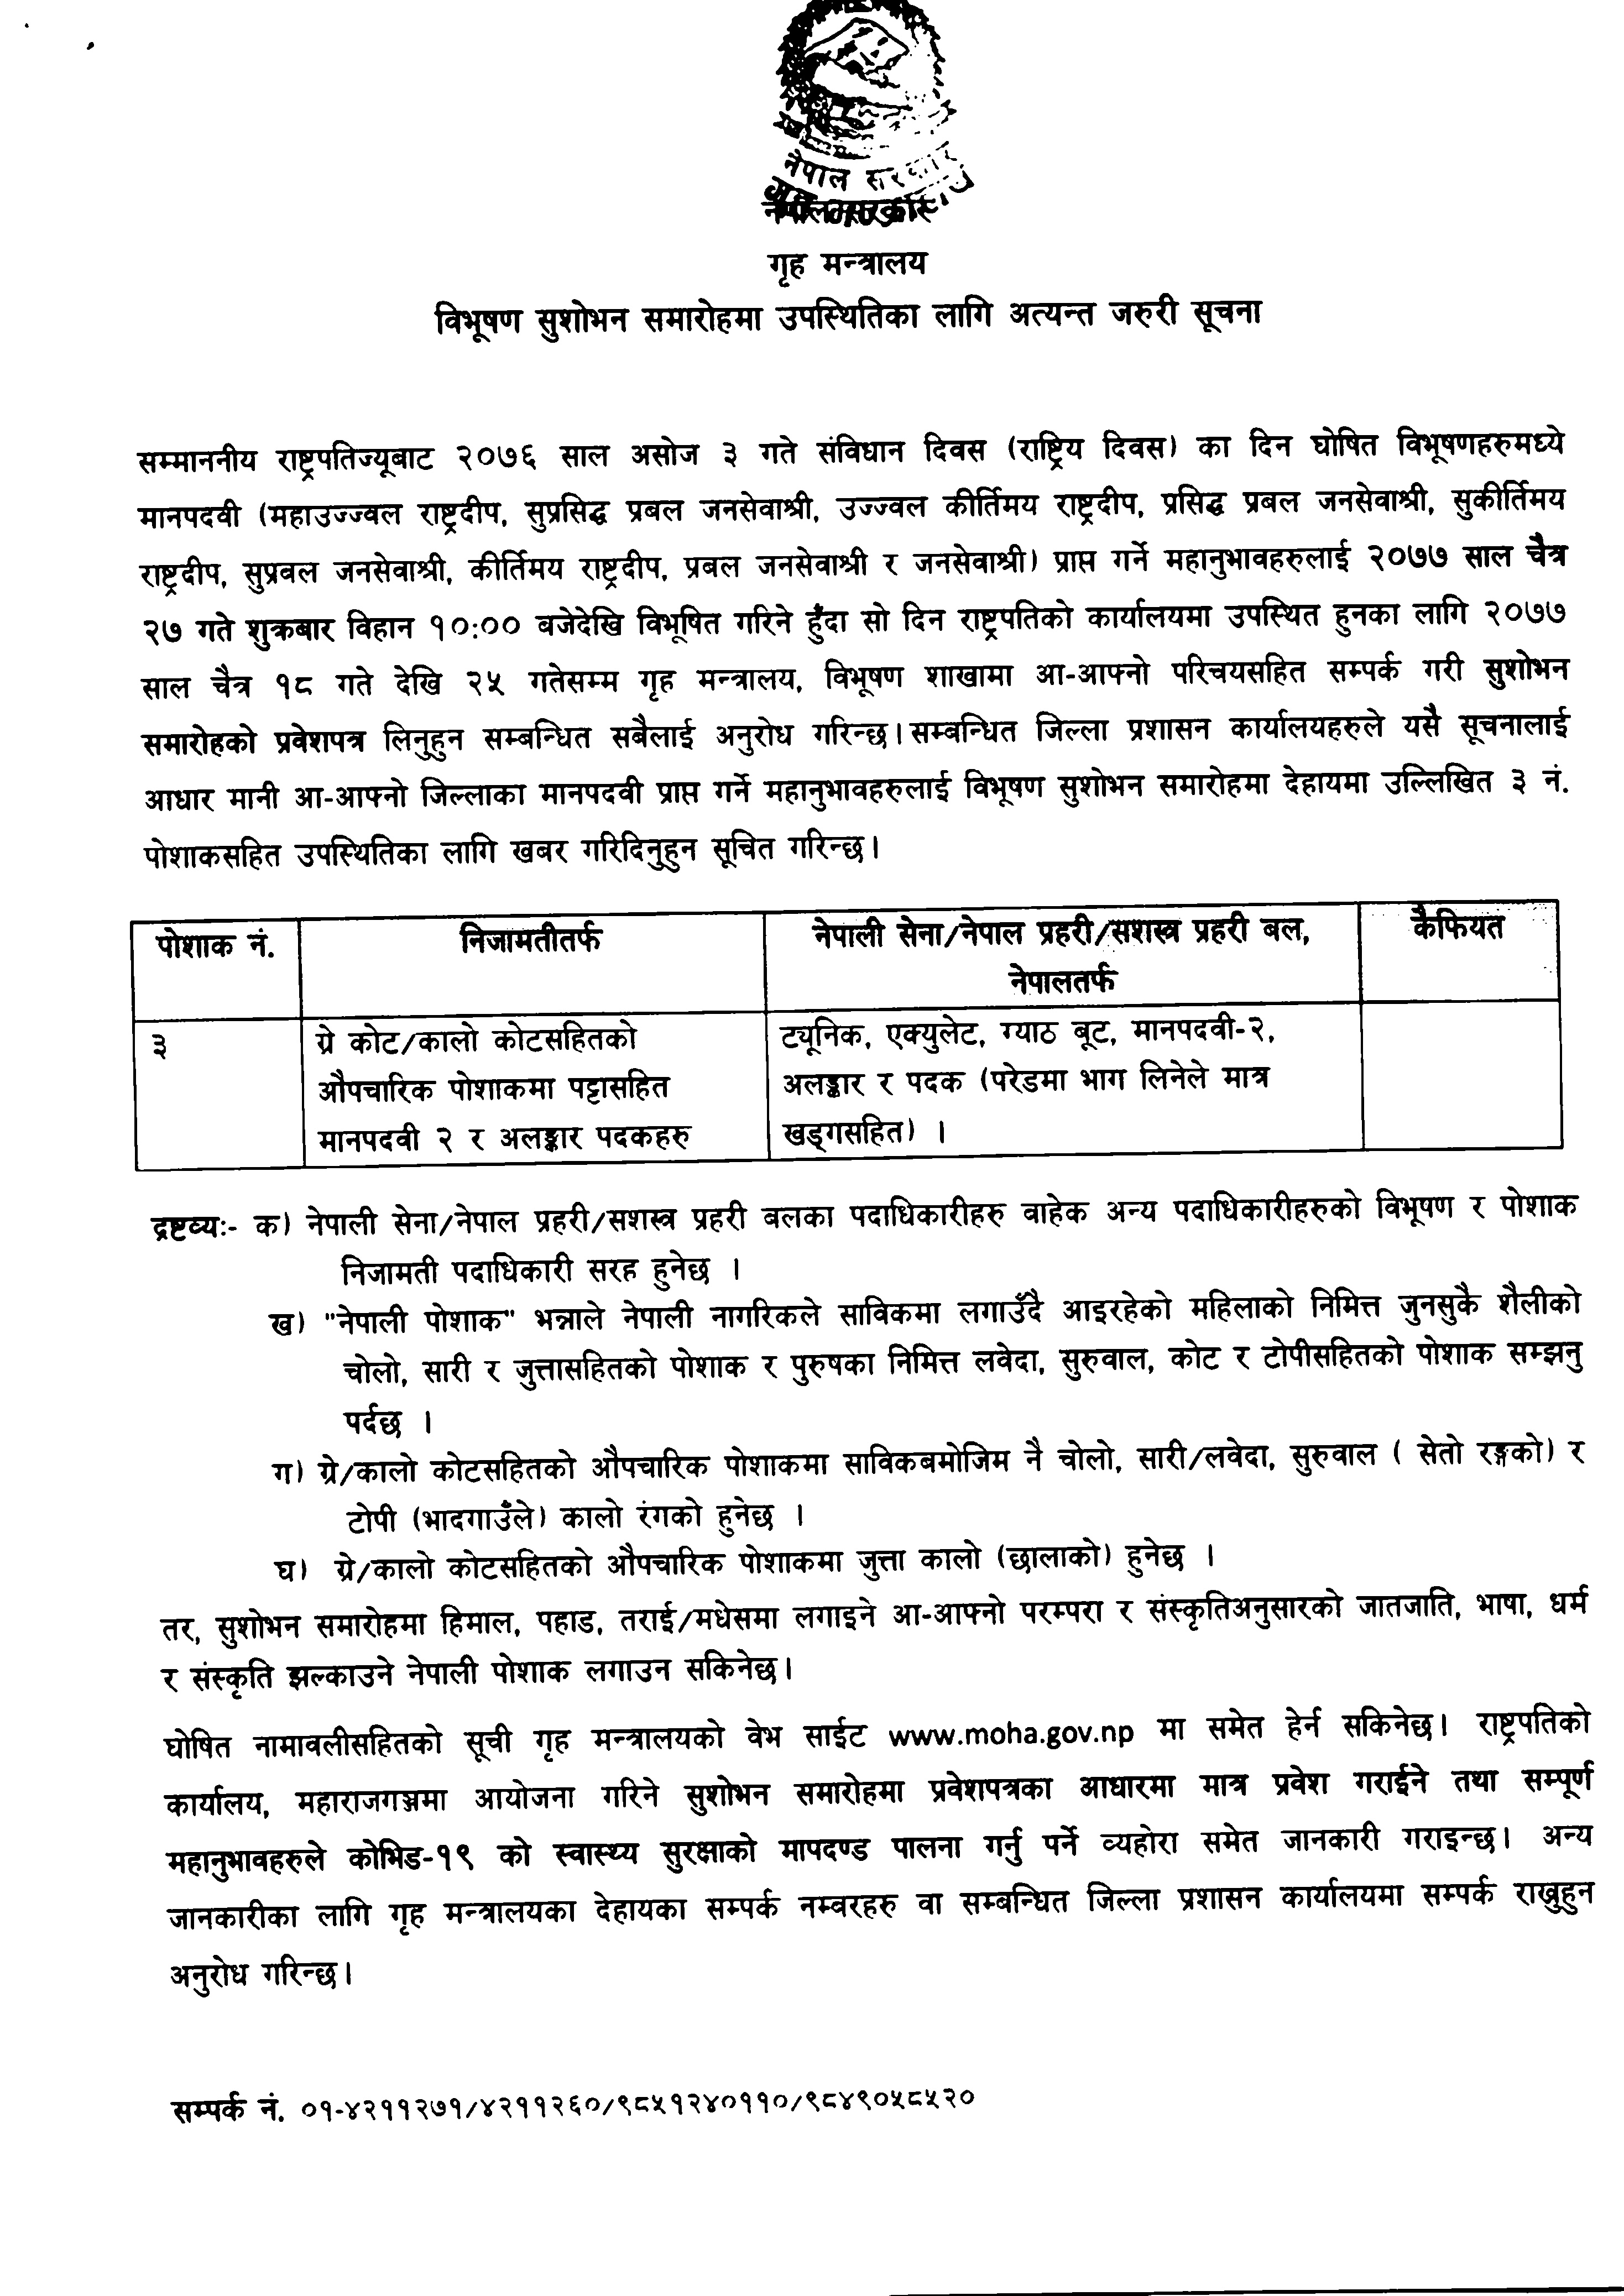 नेपाल सरकार
नेपाल सरकार
गृह मन्त्रालय
विभूषण सुशोभन समारोहमा उपस्थितिका लागि अत्यन्त जरुरी सूचना
सम्माननीय राष्ट्रपतिज्यूबाट २०७६ साल असोज ३ गते संविधान दिवस (राष्ट्रिय दिवस) का दिन घोषित विभूषणहरुमध्ये
मानपदवी (महाउज्ज्वल राष्ट्रदीप, सुप्रसिद्ध प्रबल जनसेवाश्री, उज्ज्वल कीर्तिमय राष्ट्रदीप, प्रसिद्ध प्रबल जनसेवाश्री, सुकीर्तिमय
राष्ट्रदीप, सुप्रवल जनसेवाश्री, कीर्तिमय राष्ट्रदीप, प्रबल जनसेवाश्री र जनसेवाश्री) प्राप्त गर्ने महानुभावहरुलाई २०७७ साल चैत्र
२७ गते शुक्रबार विहान १०:०० बजेदेखि विभूषित गरिने हुँदा सो दिन राष्ट्रपतिको कार्यालयमा उपस्थित हुनका लागि २०७७
साल चैत्र १८ गते देखि २५ गतेसम्म गृह मन्त्रालय, विभूषण शाखामा आ-आफ्नो परिचयसहित सम्पर्क गरी सुशोभन
समारोहको प्रवेशपत्र लिनुहुन सम्बन्धित सबैलाई अनुरोध गरिन्छ। सम्बन्धित जिल्ला प्रशासन कार्यालयहरुले यसै सूचनालाई
आधार मानी आ-आफ्नो जिल्लाका मानपदवी प्राप्त गर्ने महानुभावहरुलाई विभूषण सुशोभन समारोहमा देहायमा उल्लिखित ३ नं.
पोशाकसहित उपस्थितिका लागि खबर गरिदिनुहुन सूचित गरिन्छ।
पोशाक नं. निजामतीतर्फ नेपाली सेना/नेपाल प्रहरी/सशस्त्र प्रहरी बल, कैफियत
नेपालतर्फ
३ ग्रे कोट/कालो कोटसहितको ट्यूनिक, एक्युलेट, ग्याठ बूट, मानपदवी-२,
औपचारिक पोशाकमा पट्टासहित अलङ्कार र पदक (परेडमा भाग लिनेले मात्र
मानपदवी २ र अलङ्कार पदकहरु खड्गसहित) ।
द्रष्टव्यः- क) नेपाली सेना/नेपाल प्रहरी/सशस्त्र प्रहरी बलका पदाधिकारीहरु वाहेक अन्य पदाधिकारीहरुको विभूषण र पोशाक
निजामती पदाधिकारी सरह हुनेछ ।
ख) "नेपाली पोशाक" भन्नाले नेपाली नागरिकले साविकमा लगाउँदै आइरहेको महिलाको निमित्त जुनसुकै शैलीको
चोलो, सारी र जुत्तासहितको पोशाक र पुरुषका निमित्त लवेदा, सुरुवाल, कोट र टोपीसहितको पोशाक सम्झनु
पर्दछ ।
ग) ग्रे/कालो कोटसहितको औपचारिक पोशाकमा साविकबमोजिम नै चोलो, सारी/लवेदा, सुरुवाल ( सेतो रङ्गको) र
टोपी (भादगाउँले) कालो रंगको हुनेछ ।
घ) ग्रे/कालो कोटसहितको औपचारिक पोशाकमा जुत्ता कालो (छालाको) हुनेछ ।
तर, सुशोभन समारोहमा हिमाल, पहाड, तराई/मधेसमा लगाइने आ-आफ्नो परम्परा र संस्कृतिअनुसारको जातजाति, भाषा, धर्म
र संस्कृति झल्काउने नेपाली पोशाक लगाउन सकिनेछ।
घोषित नामावलीसहितको सूची गृह मन्त्रालयको वेभ साईट www.moha.gov.np मा समेत हेर्न सकिनेछ। राष्ट्रपतिको
कार्यालय, महाराजगञ्जमा आयोजना गरिने सुशोभन समारोहमा प्रवेशपत्रका आधारमा मात्र प्रवेश गराईने तथा सम्पूर्ण
महानुभावहरुले कोभिड-१९ को स्वास्थ्य सुरक्षाको मापदण्ड पालना गर्नु पर्ने व्यहोरा समेत जानकारी गराइन्छ। अन्य
जानकारीका लागि गृह मन्त्रालयका देहायका सम्पर्क नम्बरहरु वा सम्बन्धित जिल्ला प्रशासन कार्यालयमा सम्पर्क राख्नुहुन
अनुरोध गरिन्छ।
सम्पर्क नं. ०१-४२११२७१/४२११२६०/९८५१२४०११०/९८४९०५८५२०